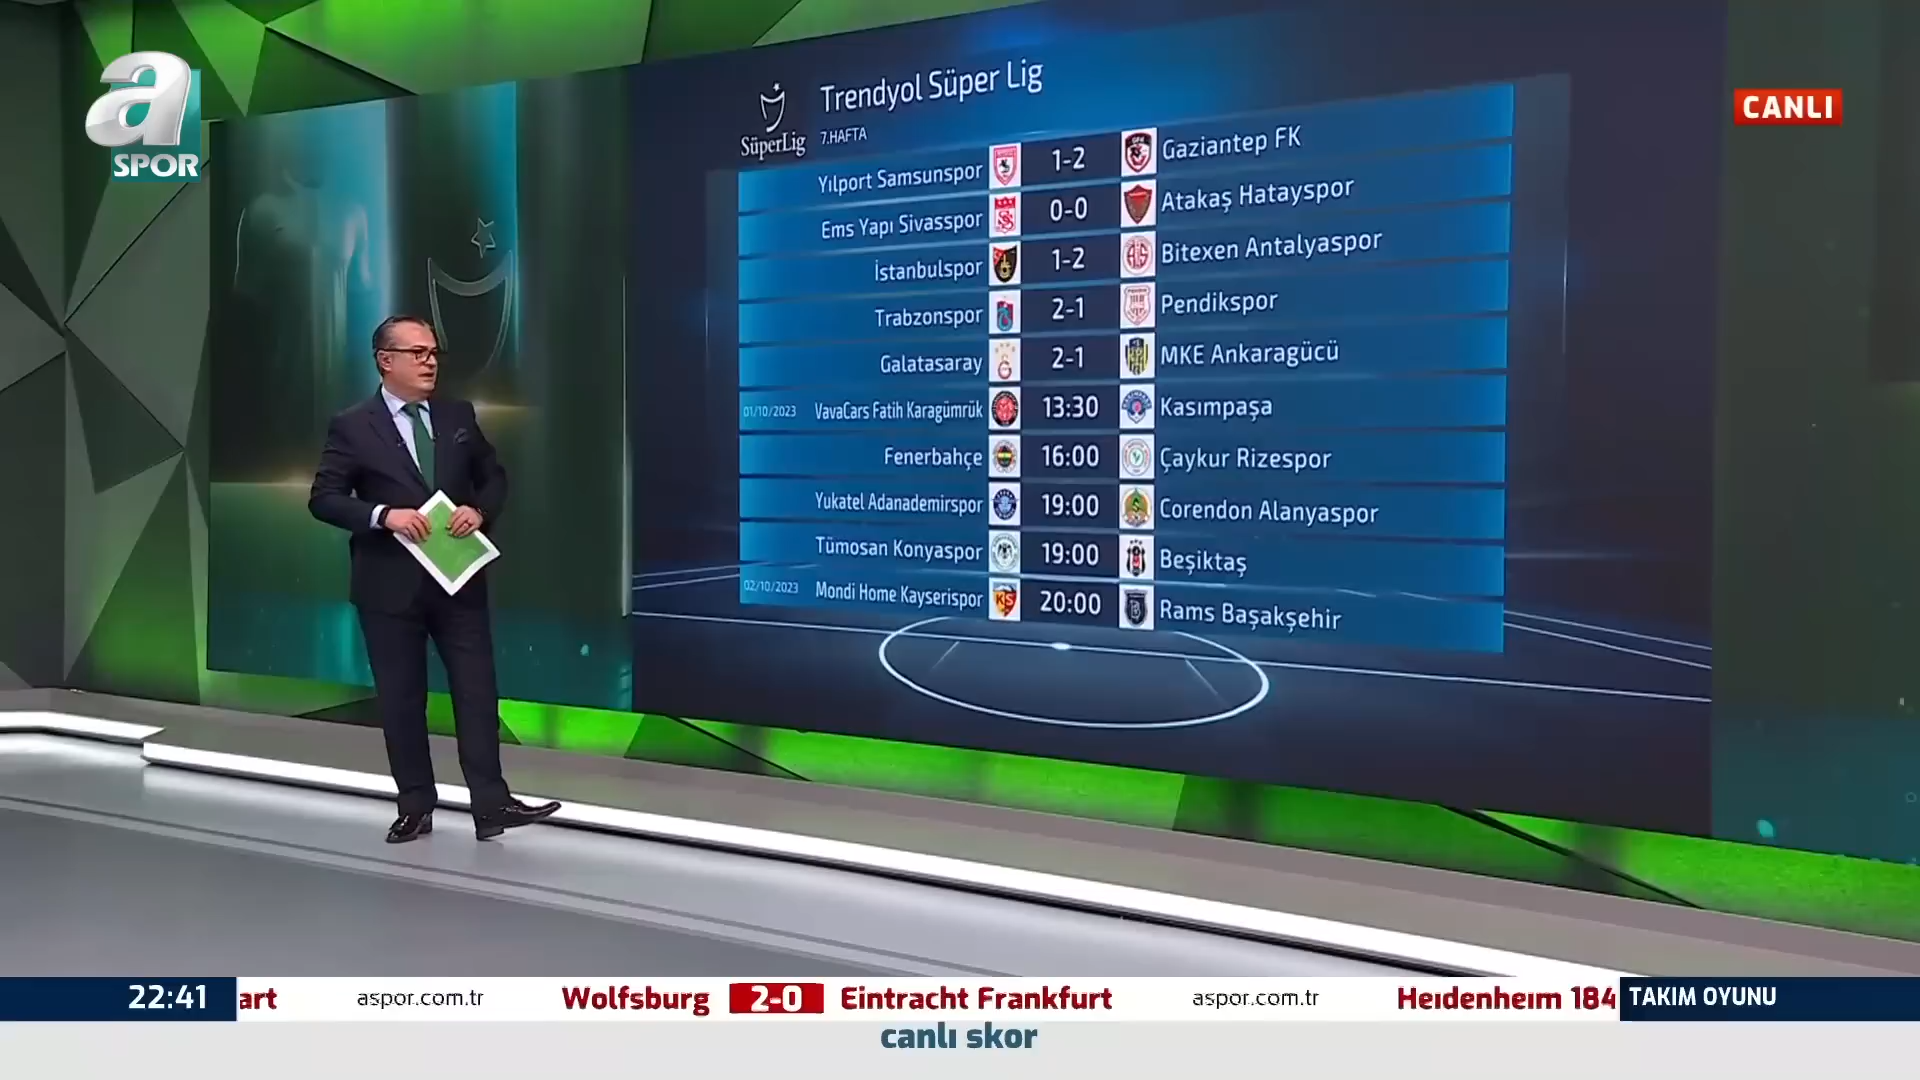 a
SPOR
CANLI
SüperLig
Trendyol Süper Lig
7.HAFTA
Yılport Samsunspor 1-2 Gaziantep FK
Ems Yapı Sivasspor 0-0 Atakaş Hatayspor
İstanbulspor 1-2 Bitexen Antalyaspor
Trabzonspor 2-1 Pendikspor
Galatasaray 2-1 MKE Ankaragücü
01/10/2023 VavaCars Fatih Karagümrük 13:30 Kasımpaşa
Fenerbahçe 16:00 Çaykur Rizespor
Yukatel Adanademirspor 19:00 Corendon Alanyaspor
Tümosan Konyaspor 19:00 Beşiktaş
02/10/2023 Mondi Home Kayserispor 20:00 Rams Başakşehir
22:41 art aspor.com.tr Wolfsburg 2-0 Eintracht Frankfurt aspor.com.tr Heidenheim 184 TAKIM OYUNU
canlı skor